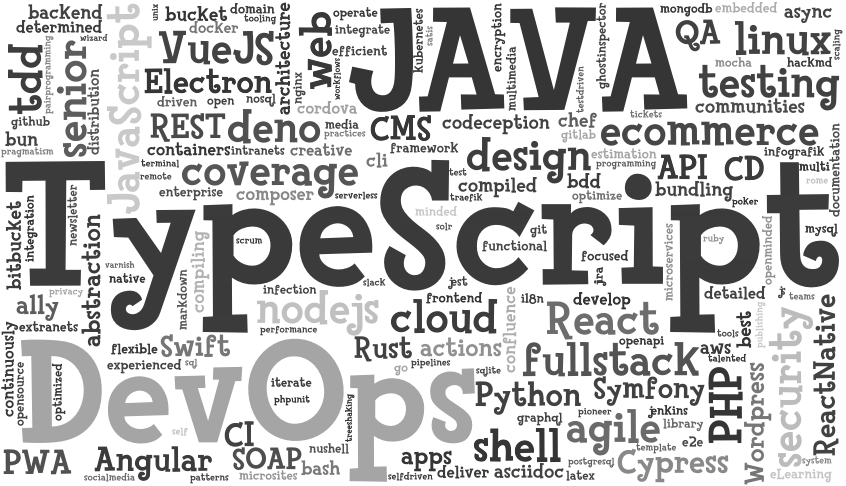 backend
determined
unix
bucket
domain
tooling
docker
architecture
operate
integrate
efficient
web
workflows
nginx
JAVA
kubernetes
satis
encryption
multimedia
testdriven
ghostinspector
mongodb
embedded
async
QA
linux
scaling
mocha
hackmd
testing
communities
tdd
pairprogramming
wizard
senior
JavaScript
VueJS
Electron
distribution
driven
open
nosql
cordova
github
bun
pragmatism
REST
deno
media
practices
CMS
codeception
chef
gitlab
tickets
ecommerce
documentation
containers
intranets
creative
framework
cli
design
estimation
programming
API
CD
infografik
multi
terminal
remote
coverage
test
compiled
bdd
bundling
rome
enterprise
composer
serverless
traefik
optimize
poker
TypeScript
bitbucket
integration
newsletter
abstraction
minded
solr
git
functional
scrum
compiling
varnish
native
markdown
focused
jira
microservices
ruby
openminded
mysql
privacy
infection
slack
jest
frontend
il8n
develop
detailed
js
teams
ally
extranets
nodejs
performance
cloud
confluence
React
openapi
tools
best
publishing
continuously
opensource
optimized
flexible
Swift
experienced
sql
Rust
actions
go
pipelines
sqlite
fullstack
aws
talented
security
ReactNative
DevOps
iterate
phpunit
treeshaking
Python
Symfony
PHP
Wordpress
graphql
pioneer
jenkins
library
agile
e2e
template
self
CI
nushell
shell
PWA
Angular
SOAP
bash
apps
postgresql
Cypress
system
eLearning
socialmedia
patterns
microsites
selfdriven
deliver
asciidoc
latex